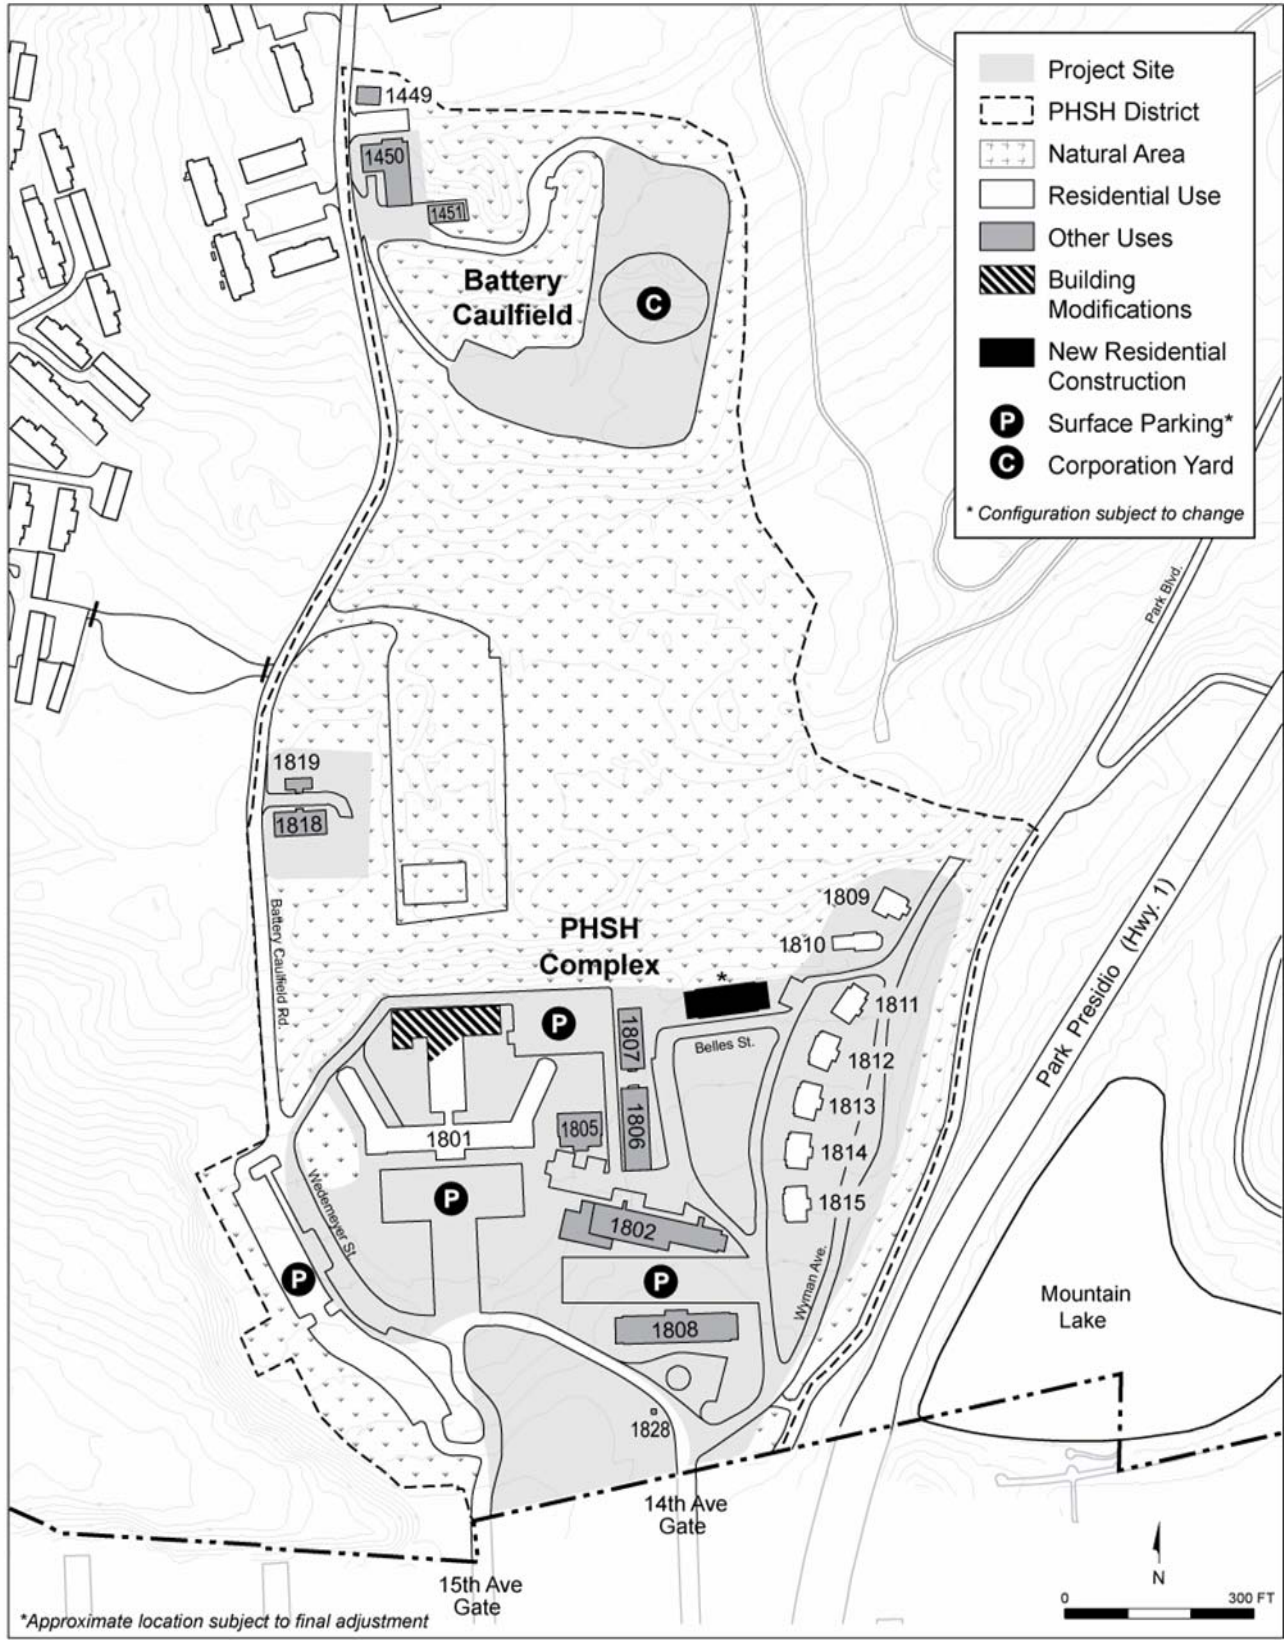 Project Site
PHSH District
Natural Area
Residential Use
Other Uses
Building
Modifications
New Residential
Construction
P Surface Parking*
C Corporation Yard
* Configuration subject to change
1449
1450
1451
Battery
Caulfield
C
Park Blvd.
1819
1818
Battery Caulfield Rd.
PHSH
Complex
1809
1810
*
1811
Park Presidio (Hwy. 1)
P
1807
Belles St.
1812
1813
1806
1805
1801
1814
P
Wedemeyer St.
1815
1802
Wyman Ave.
P
P
Mountain
Lake
1808
1828
14th Ave
Gate
15th Ave
Gate
N
0 300 FT
*Approximate location subject to final adjustment